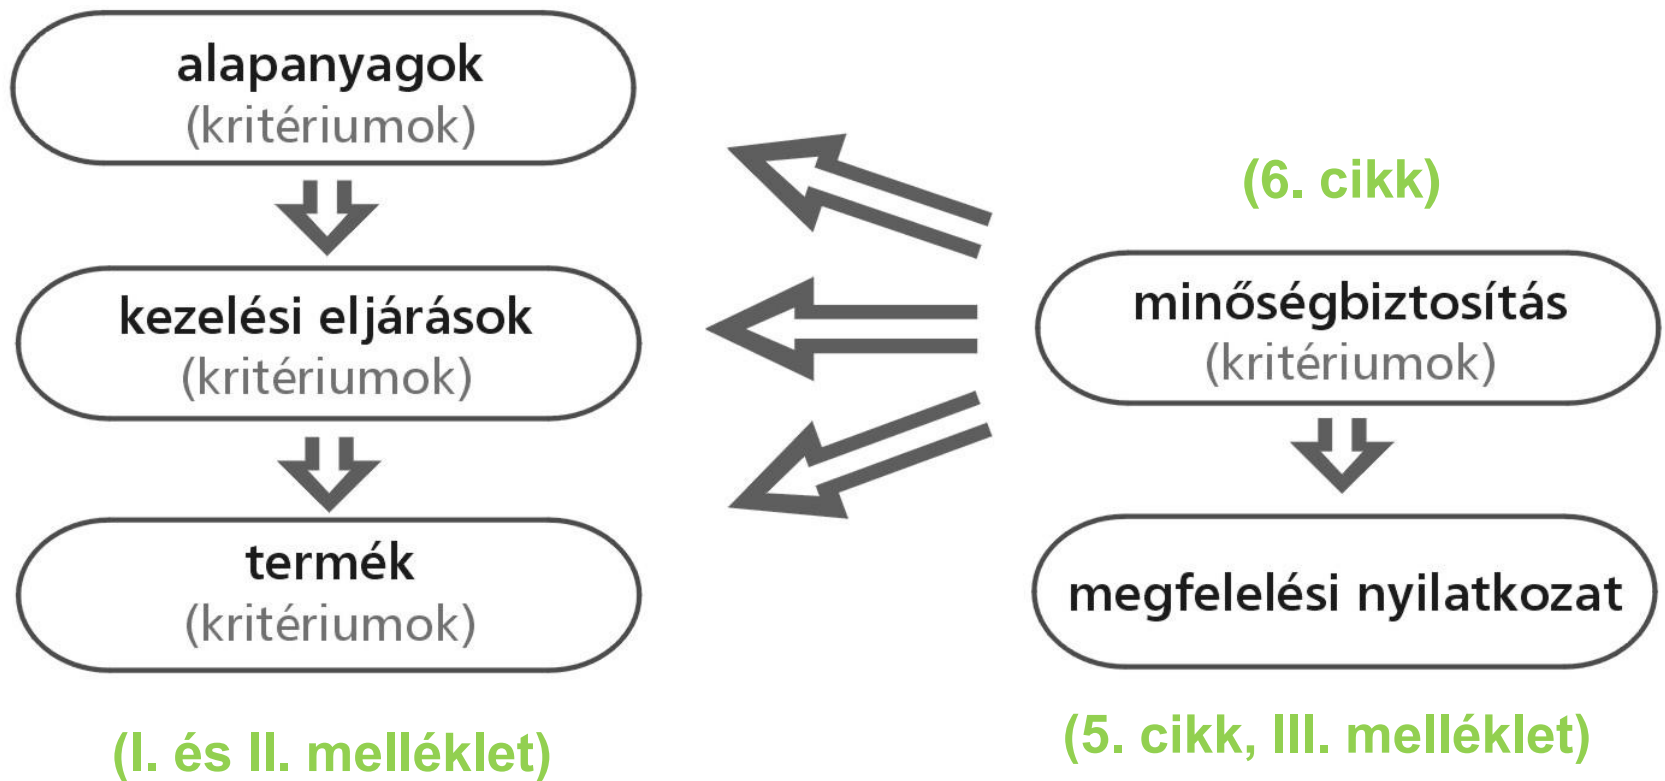 alapanyagok
(kritériumok)
kezelési eljárások
(kritériumok)
termék
(kritériumok)
(I. és II. melléklet)
(6. cikk)
minőségbiztosítás
(kritériumok)
megfelelési nyilatkozat
(5. cikk, III. melléklet)